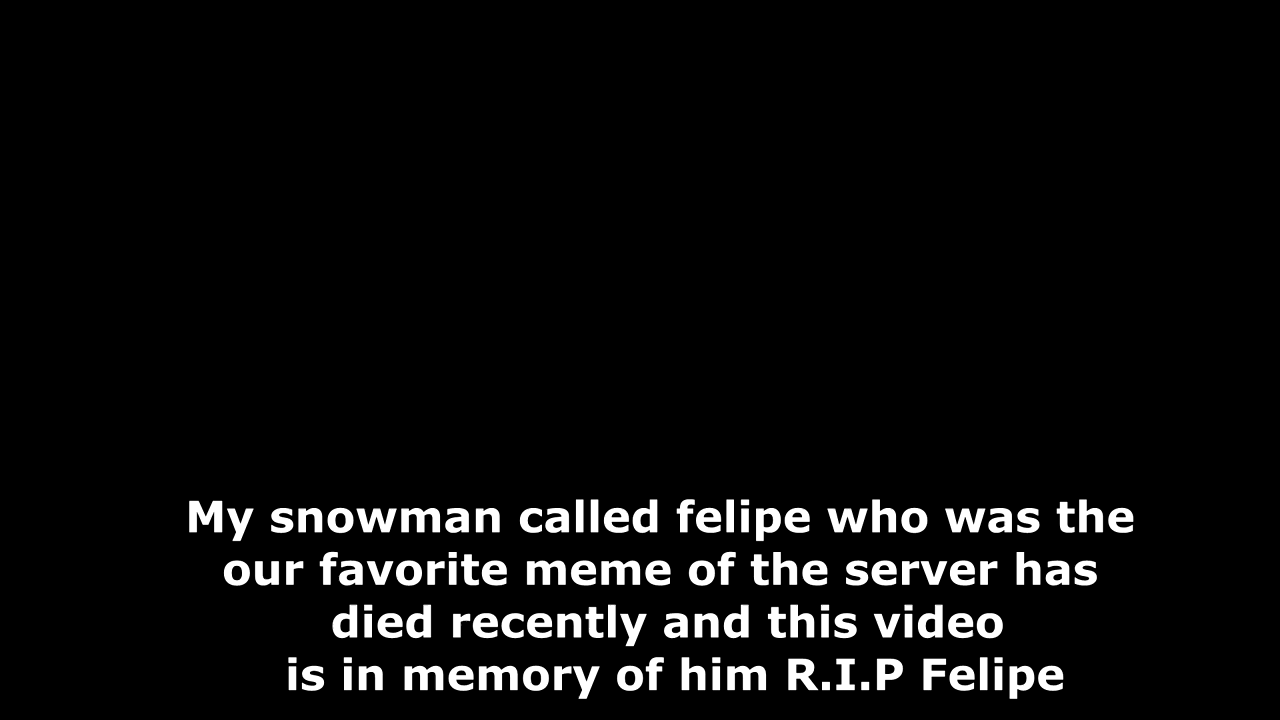 My snowman called felipe who was the
our favorite meme of the server has
died recently and this video
is in memory of him R.I.P Felipe